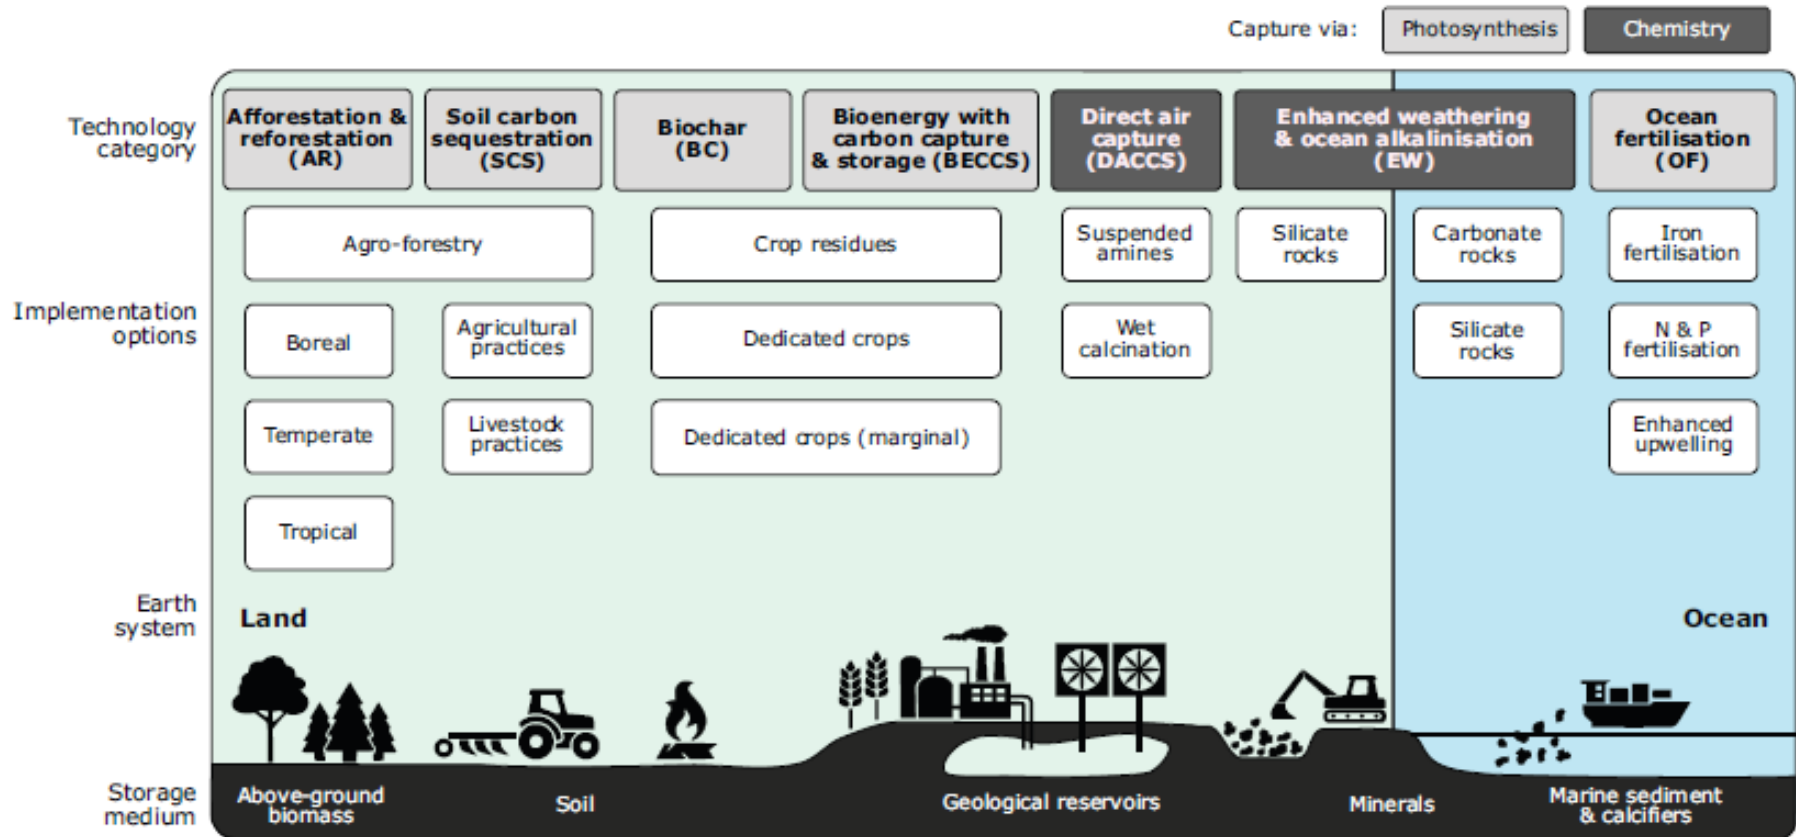 Capture via:
Photosynthesis
Chemistry
Technology
category
Afforestation &
reforestation
(AR)
Soil carbon
sequestration
(SCS)
Biochar
(BC)
Bioenergy with
carbon capture
& storage (BECCS)
Direct air
capture
(DACCS)
Enhanced weathering
& ocean alkalinisation
(EW)
Ocean
fertilisation
(OF)
Implementation
options
Agro-forestry
Crop residues
Suspended
amines
Silicate
rocks
Carbonate
rocks
Iron
fertilisation
Boreal
Agricultural
practices
Dedicated crops
Wet
calcination
Silicate
rocks
N & P
fertilisation
Temperate
Livestock
practices
Dedicated crops (marginal)
Enhanced
upwelling
Tropical
Earth
system
Land
Ocean
Storage
medium
Above-ground
biomass
Soil
Geological reservoirs
Minerals
Marine sediment
& calcifiers